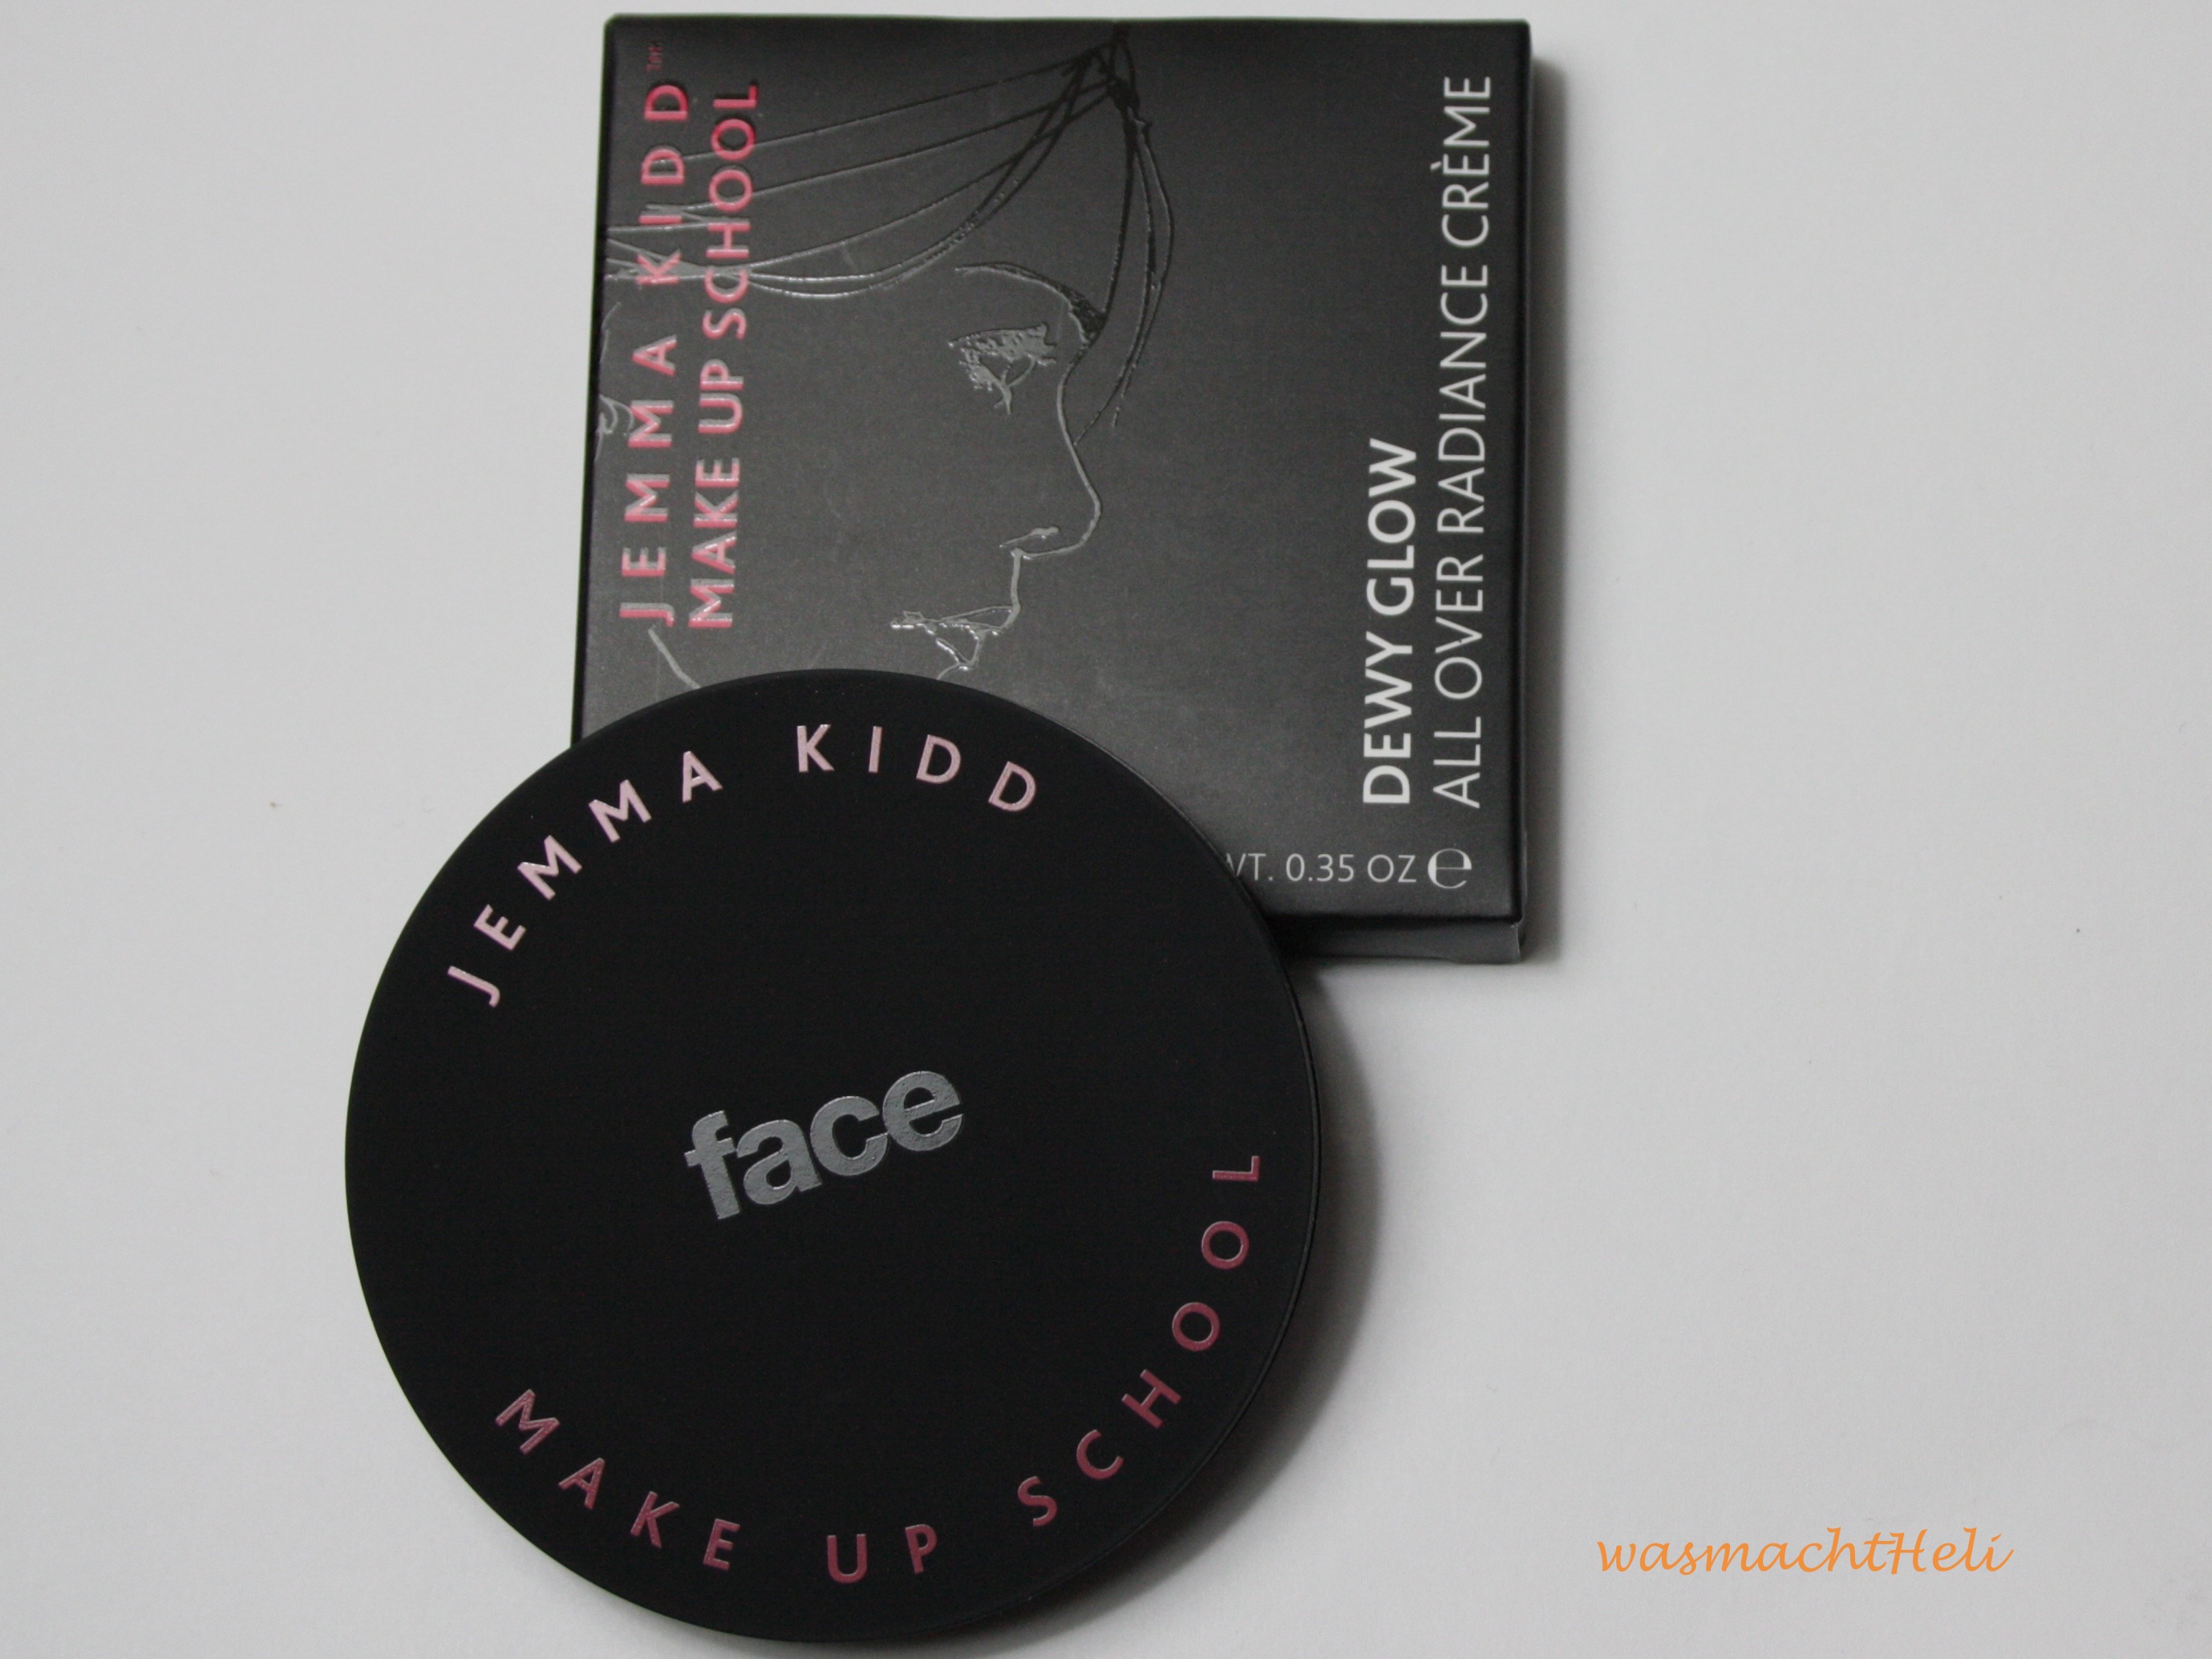 JEMMA KIDD
MAKE UP SCHOOL
DEWY GLOW
ALL OVER RADIANCE CRÈME
0.35 OZ ℮
JEMMA KIDD
face
MAKE UP SCHOOL
wasmachtHeli